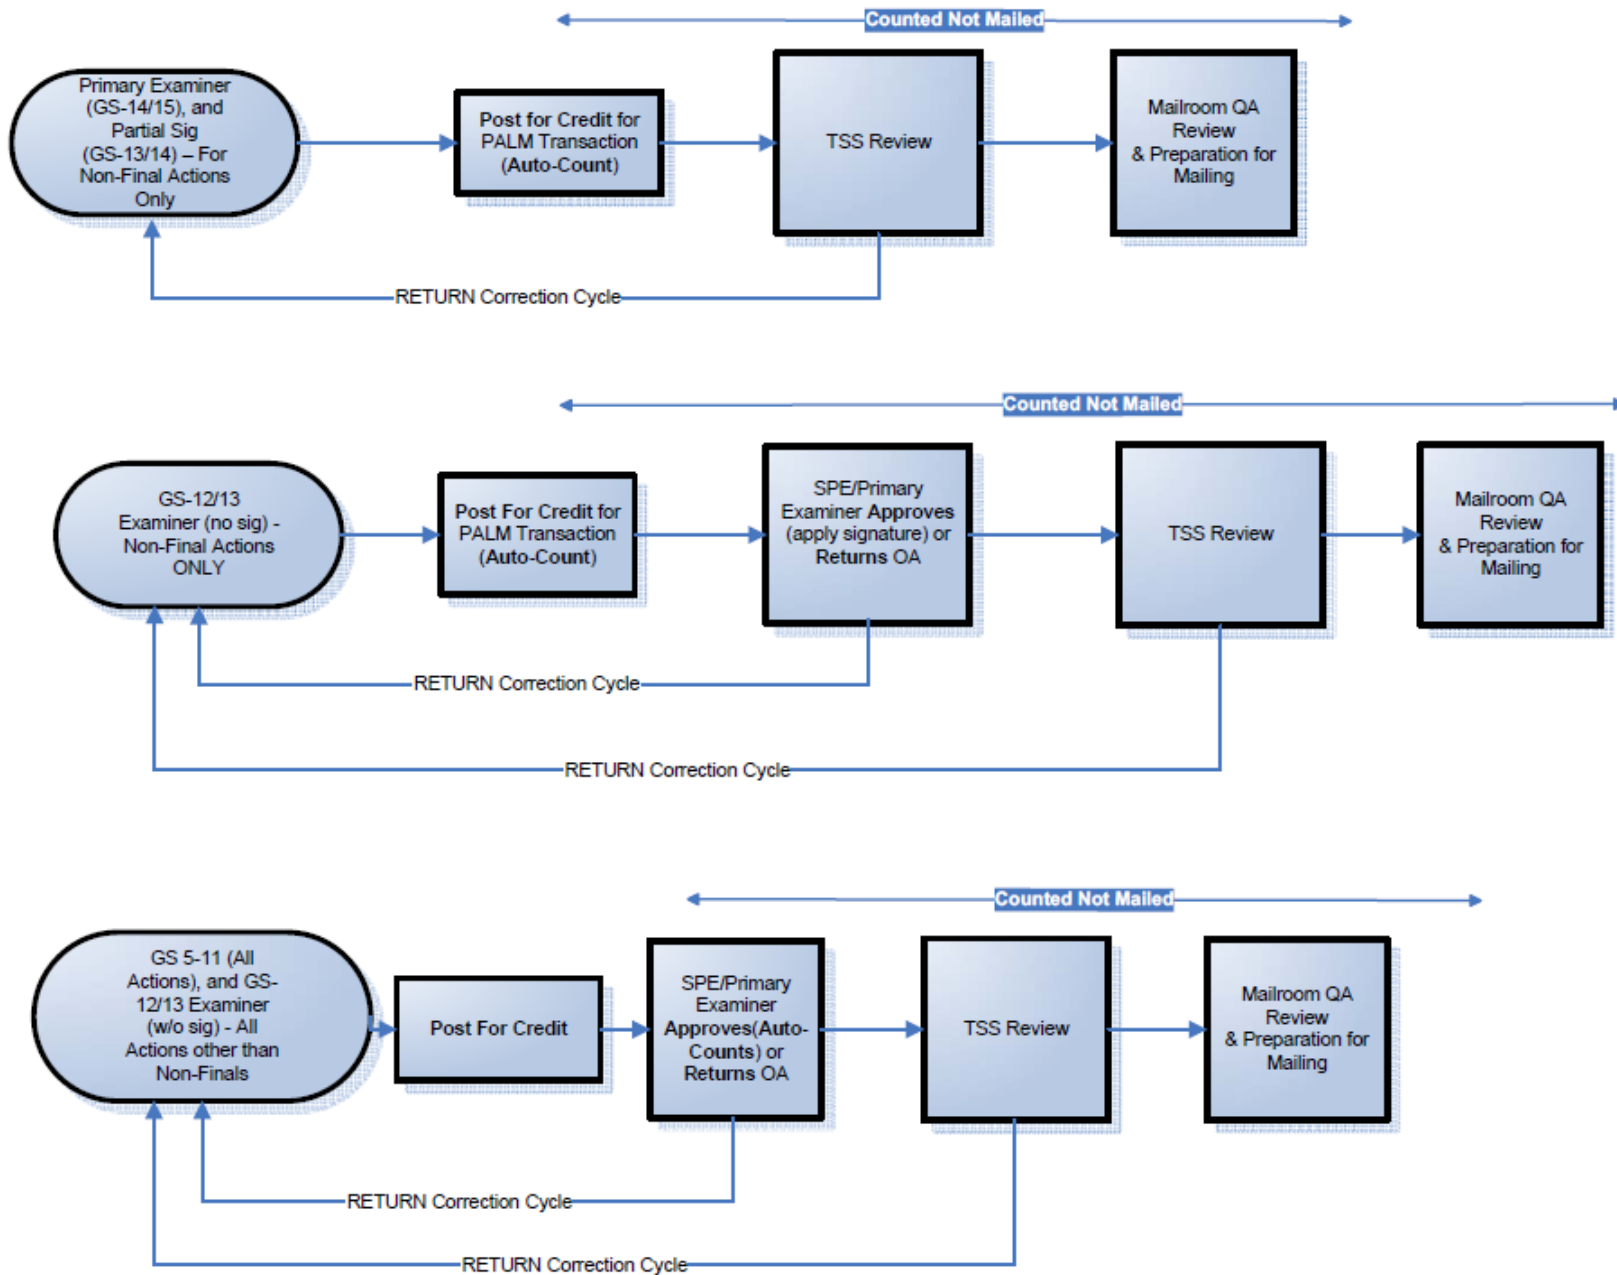 Counted Not Mailed
Primary Examiner
(GS-14/15), and
Partial Sig
(GS-13/14) – For
Non-Final Actions
Only
Post for Credit for
PALM Transaction
(Auto-Count)
TSS Review
Mailroom QA
Review
& Preparation for
Mailing
RETURN Correction Cycle
Counted Not Mailed
GS-12/13
Examiner (no sig) -
Non-Final Actions
ONLY
Post For Credit for
PALM Transaction
(Auto-Count)
SPE/Primary
Examiner Approves
(apply signature) or
Returns OA
TSS Review
Mailroom QA
Review
& Preparation for
Mailing
RETURN Correction Cycle
RETURN Correction Cycle
Counted Not Mailed
GS 5-11 (All
Actions), and GS-
12/13 Examiner
(w/o sig) - All
Actions other than
Non-Finals
Post For Credit
SPE/Primary
Examiner
Approves(Auto-
Counts) or
Returns OA
TSS Review
Mailroom QA
Review
& Preparation for
Mailing
RETURN Correction Cycle
RETURN Correction Cycle